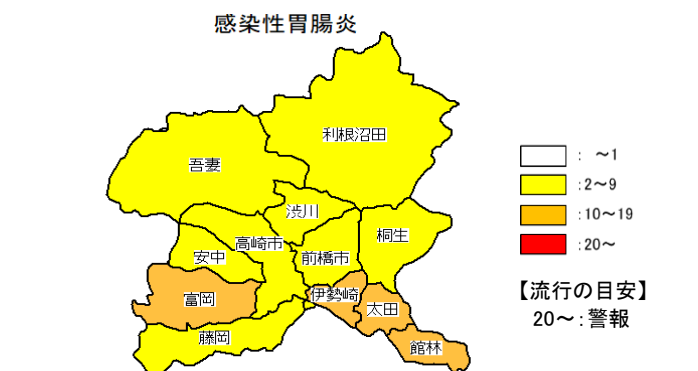 感染性胃腸炎
利根沼田
吾妻
渋川
桐生
高崎市
安中
前橋市
富岡
伊勢崎
太田
藤岡
館林
：　～1
：2～9
：10～19
：20～
【流行の目安】
20～：警報